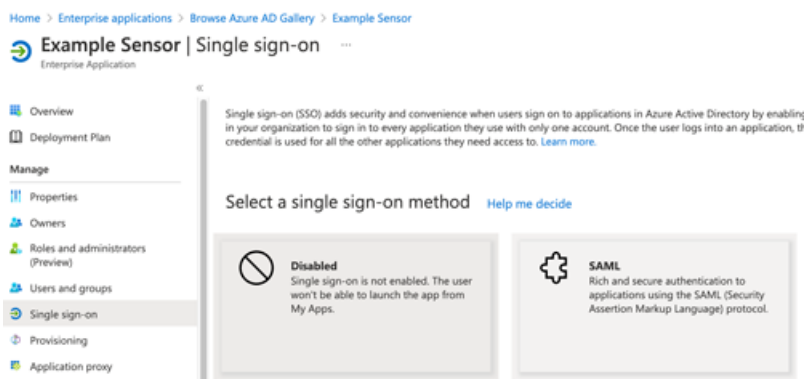 Home > Enterprise applications > Browse Azure AD Gallery > Example Sensor
Example Sensor | Single sign-on ...
Enterprise Application
«
Overview
Deployment Plan
Manage
Properties
Owners
Roles and administrators
(Preview)
Users and groups
Single sign-on
Provisioning
Application proxy
Single sign-on (SSO) adds security and convenience when users sign on to applications in Azure Active Directory by enabling
in your organization to sign in to every application they use with only one account. Once the user logs into an application,
credential is used for all the other applications they need access to. Learn more.
Select a single sign-on method Help me decide
Disabled
Single sign-on is not enabled. The user
won't be able to launch the app from
My Apps.
SAML
Rich and secure authentication to
applications using the SAML (Security
Assertion Markup Language) protocol.